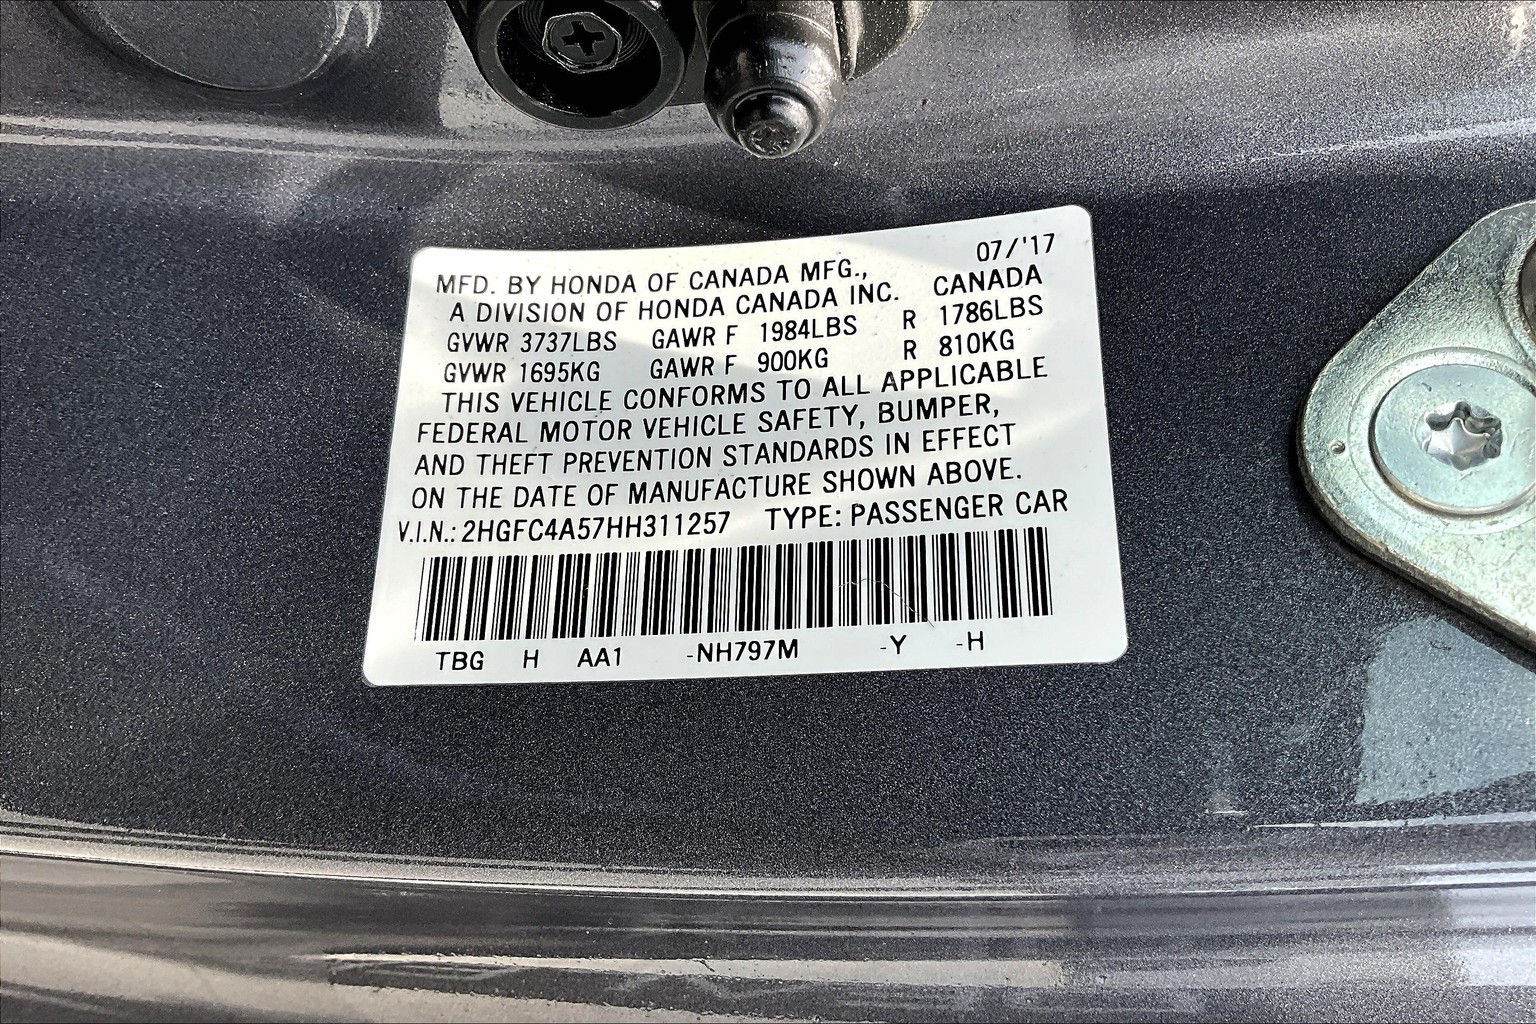 07/'17
MFD. BY HONDA OF CANADA MFG.,
A DIVISION OF HONDA CANADA INC. CANADA
GVWR 3737LBS GAWR F 1984LBS R 1786LBS
GVWR 1695KG GAWR F 900KG R 810KG
THIS VEHICLE CONFORMS TO ALL APPLICABLE
FEDERAL MOTOR VEHICLE SAFETY, BUMPER,
AND THEFT PREVENTION STANDARDS IN EFFECT
ON THE DATE OF MANUFACTURE SHOWN ABOVE.
V.I.N.: 2HGFC4A57HH311257 TYPE: PASSENGER CAR
TBG H AA1 -NH797M -Y -H